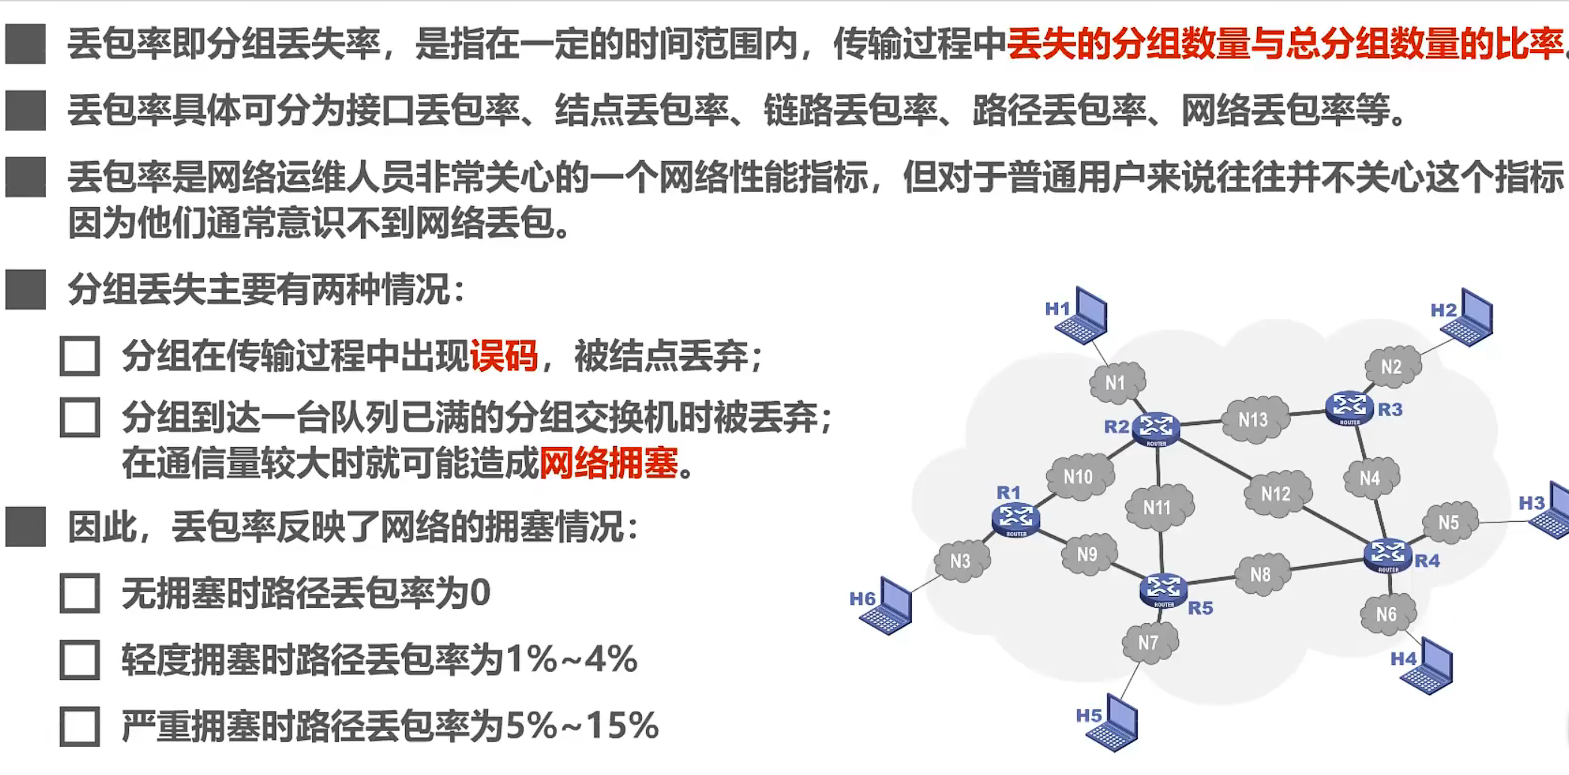 丢包率即分组丢失率，是指在一定的时间范围内，传输过程中丢失的分组数量与总分组数量的比率。
丢包率具体可分为接口丢包率、结点丢包率、链路丢包率、路径丢包率、网络丢包率等。
丢包率是网络运维人员非常关心的一个网络性能指标，但对于普通用户来说往往并不关心这个指标
因为他们通常意识不到网络丢包。
分组丢失主要有两种情况：
分组在传输过程中出现误码，被结点丢弃；
分组到达一台队列已满的分组交换机时被丢弃；
在通信量较大时就可能造成网络拥塞。
因此，丢包率反映了网络的拥塞情况：
无拥塞时路径丢包率为0
轻度拥塞时路径丢包率为1%~4%
严重拥塞时路径丢包率为5%~15%
H1
H2
N1
N2
R2
ROUTER
N13
R3
ROUTER
N10
N12
N4
R1
ROUTER
N11
N5
H3
N3
N9
N8
R4
ROUTER
H6
R5
ROUTER
N6
N7
H4
H5